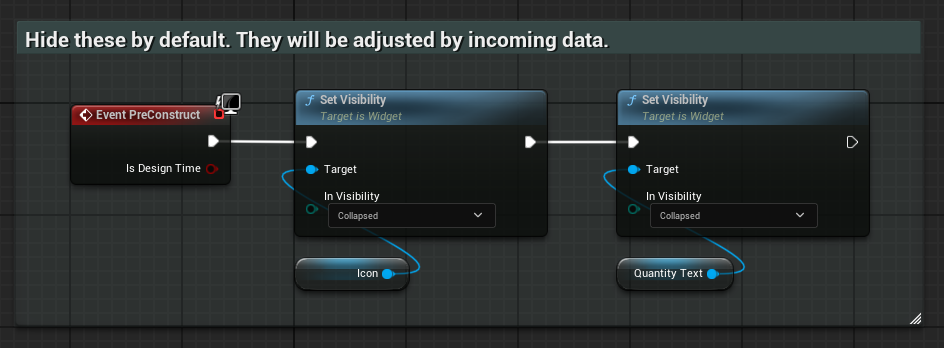 Hide these by default. They will be adjusted by incoming data.
Event PreConstruct
Is Design Time
f Set Visibility
Target is Widget
Target
In Visibility
Collapsed
Icon
f Set Visibility
Target is Widget
Target
In Visibility
Collapsed
Quantity Text